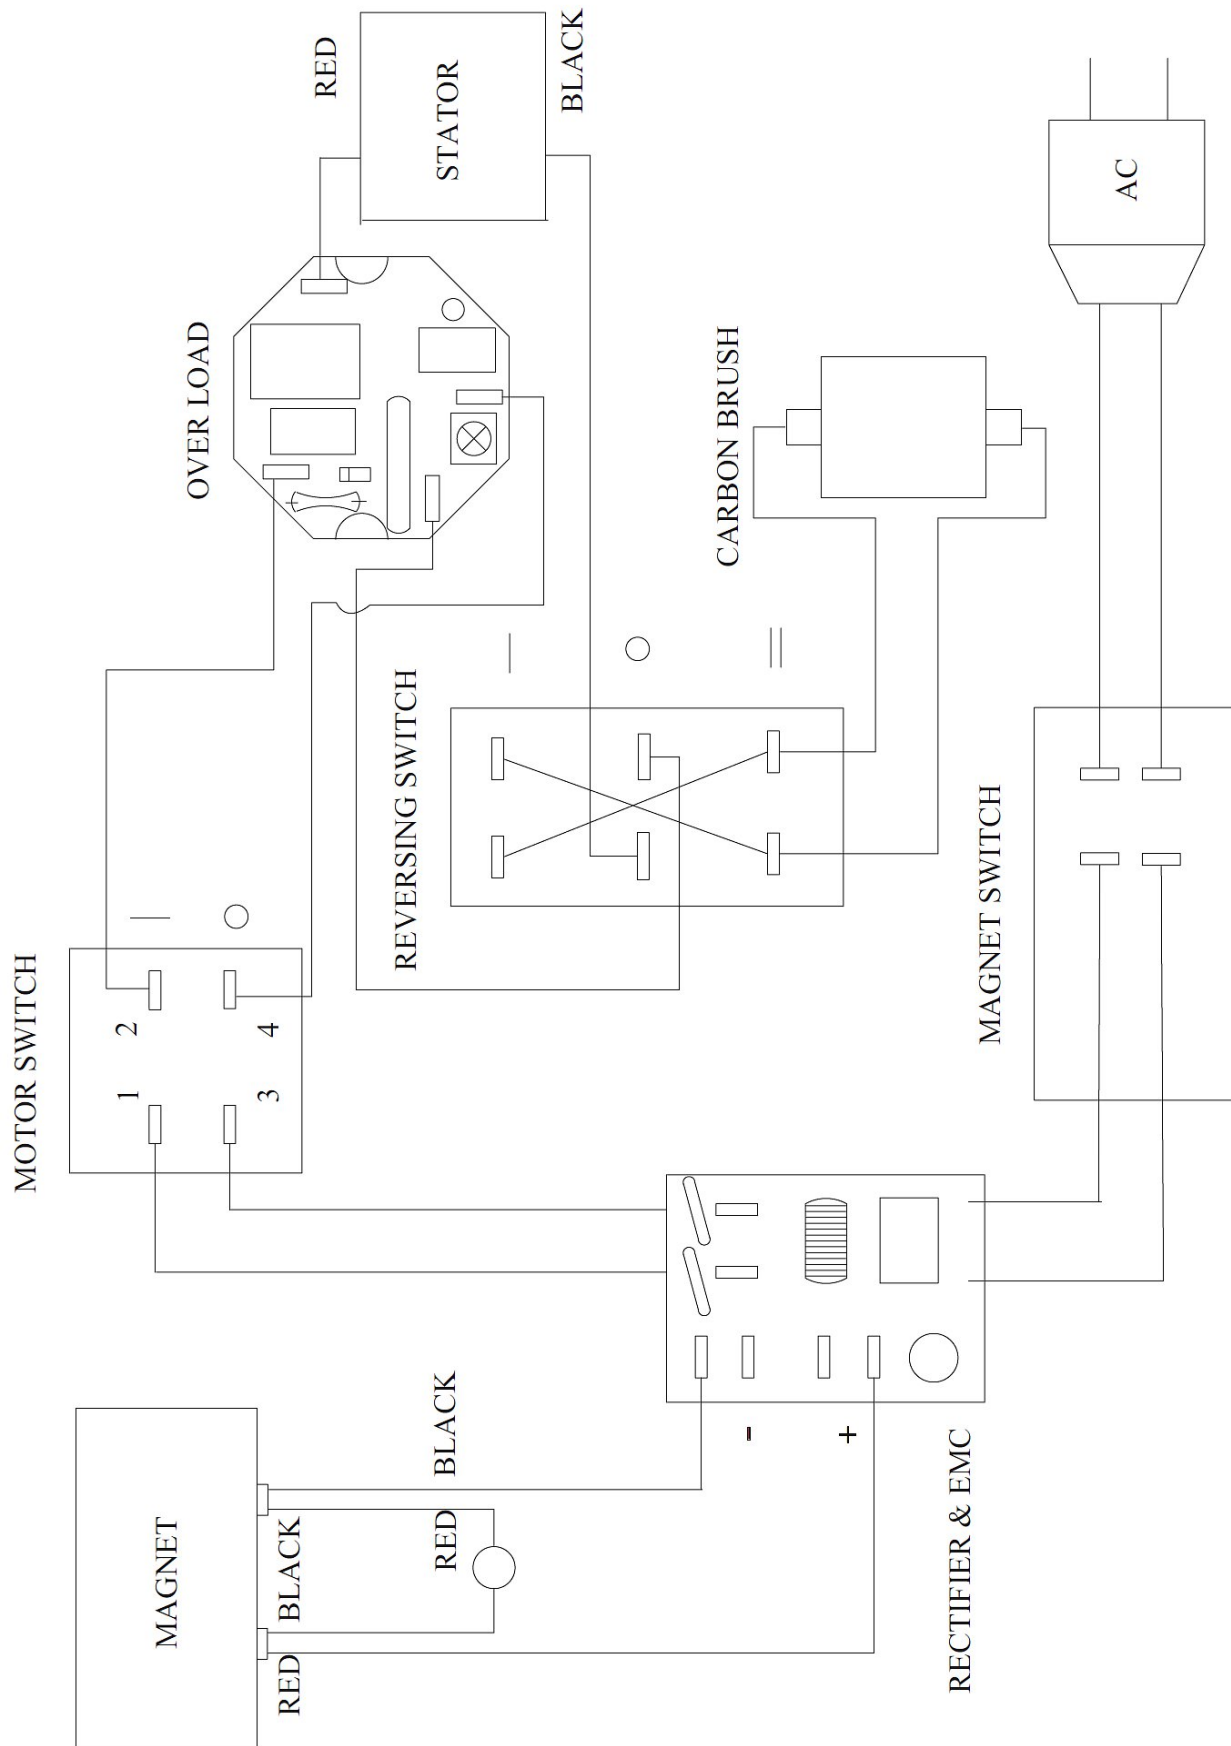 MOTOR SWITCH
1
2
3
4
OVER LOAD
RED
STATOR
BLACK
REVERSING SWITCH
CARBON BRUSH
AC
MAGNET SWITCH
MAGNET
RED
BLACK
RED
BLACK
-
+
RECTIFIER & EMC